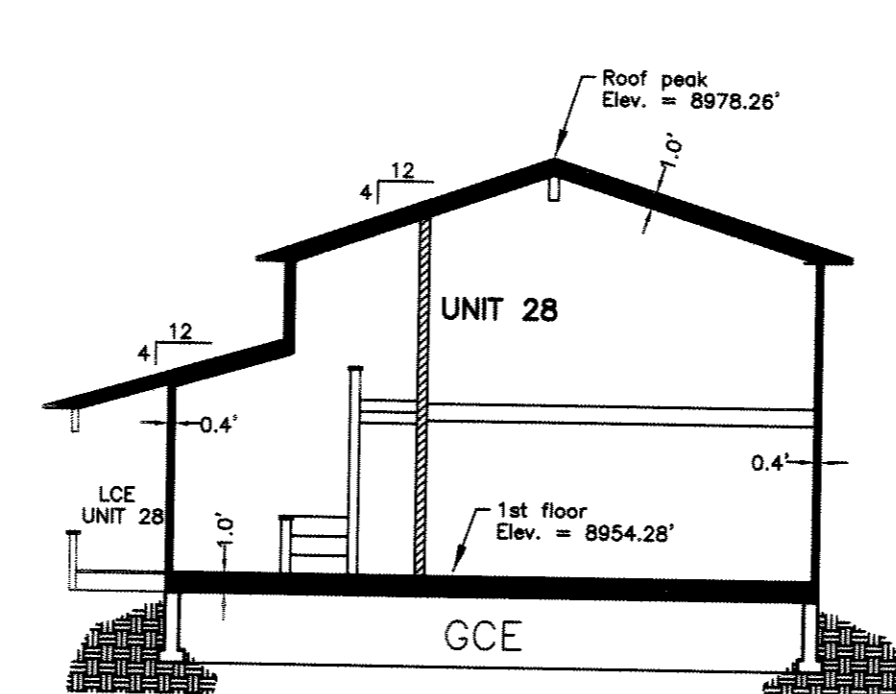 Roof peak
Elev. = 8978.26'
1.0'
12
4
UNIT 28
12
4
0.4'
0.4'
LCE
UNIT 28
1.0'
1st floor
Elev. = 8954.28'
GCE